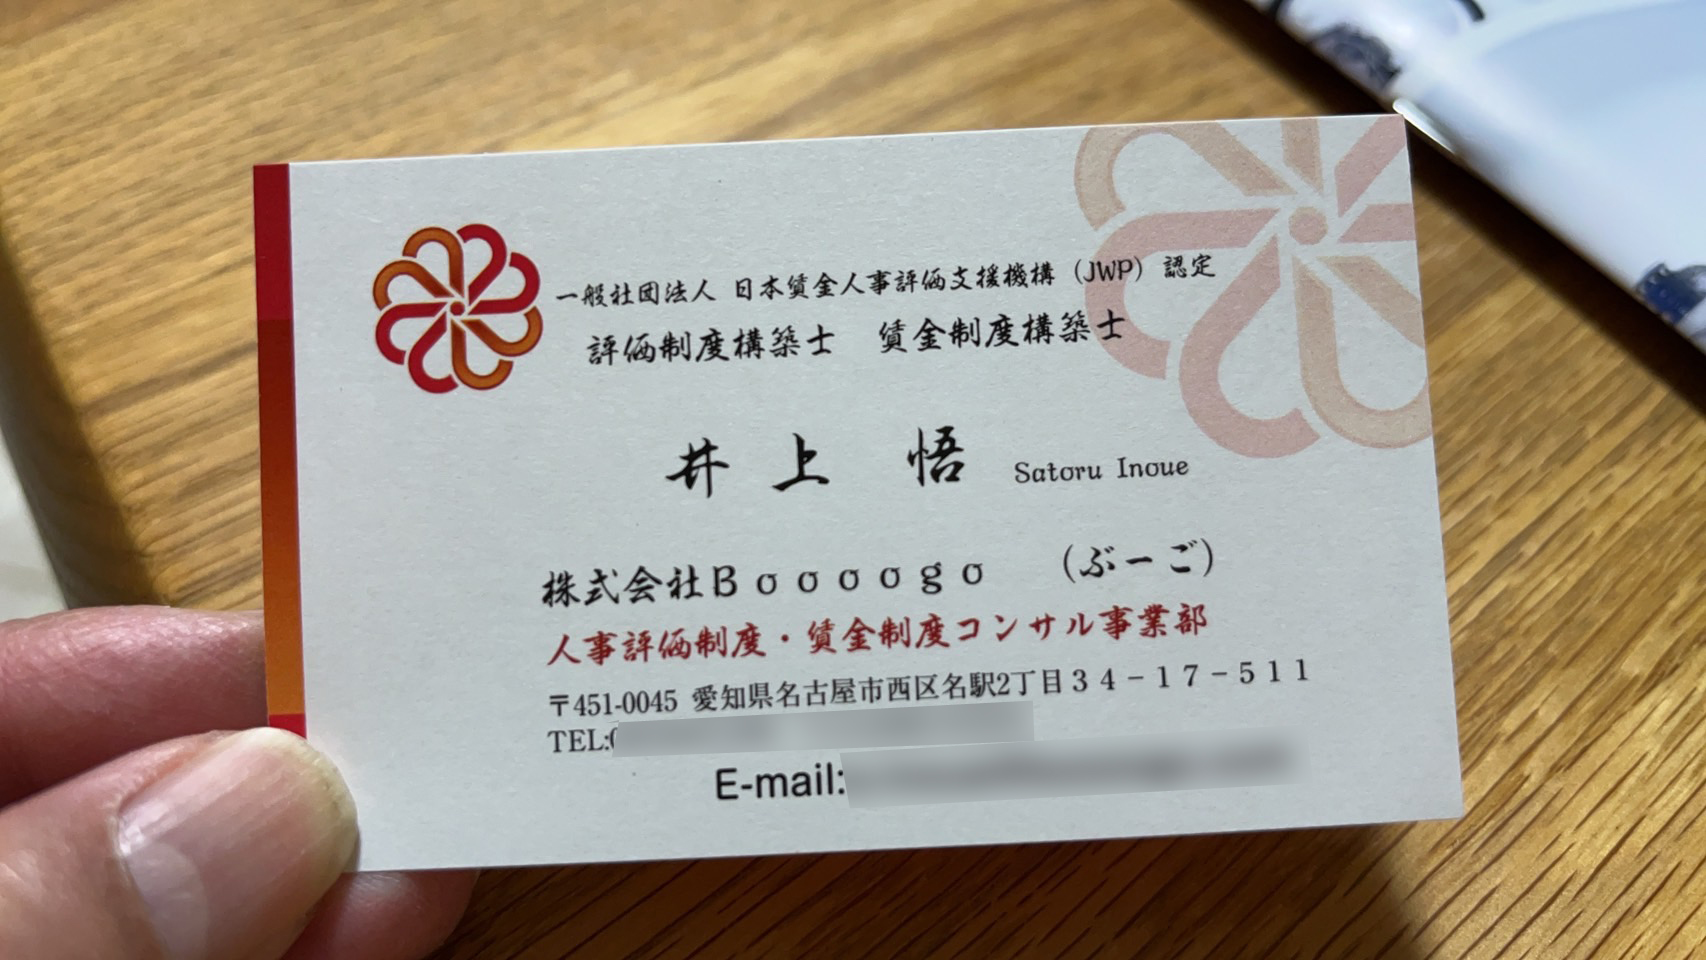 一般社団法人 日本賃金人事評価支援機構（JWP）認定
評価制度構築士　賃金制度構築士
井上　悟 Satoru Inoue
株式会社Ｂｏｏｏｏｇｏ　（ぶーご）
人事評価制度・賃金制度コンサル事業部
〒451-0045 愛知県名古屋市西区名駅2丁目３４－１７－５１１
TEL:
E-mail: